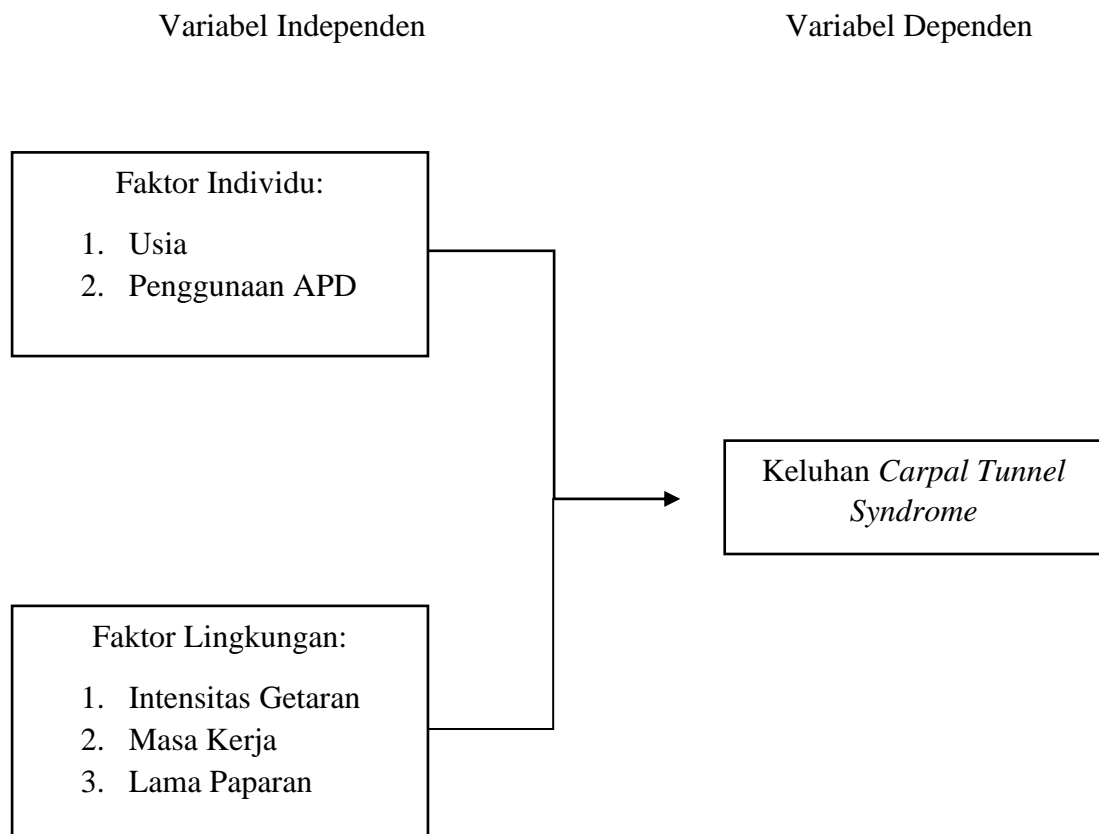 Variabel Independen
Variabel Dependen
Faktor Individu:
1. Usia
2. Penggunaan APD
Keluhan Carpal Tunnel
Syndrome
Faktor Lingkungan:
1. Intensitas Getaran
2. Masa Kerja
3. Lama Paparan